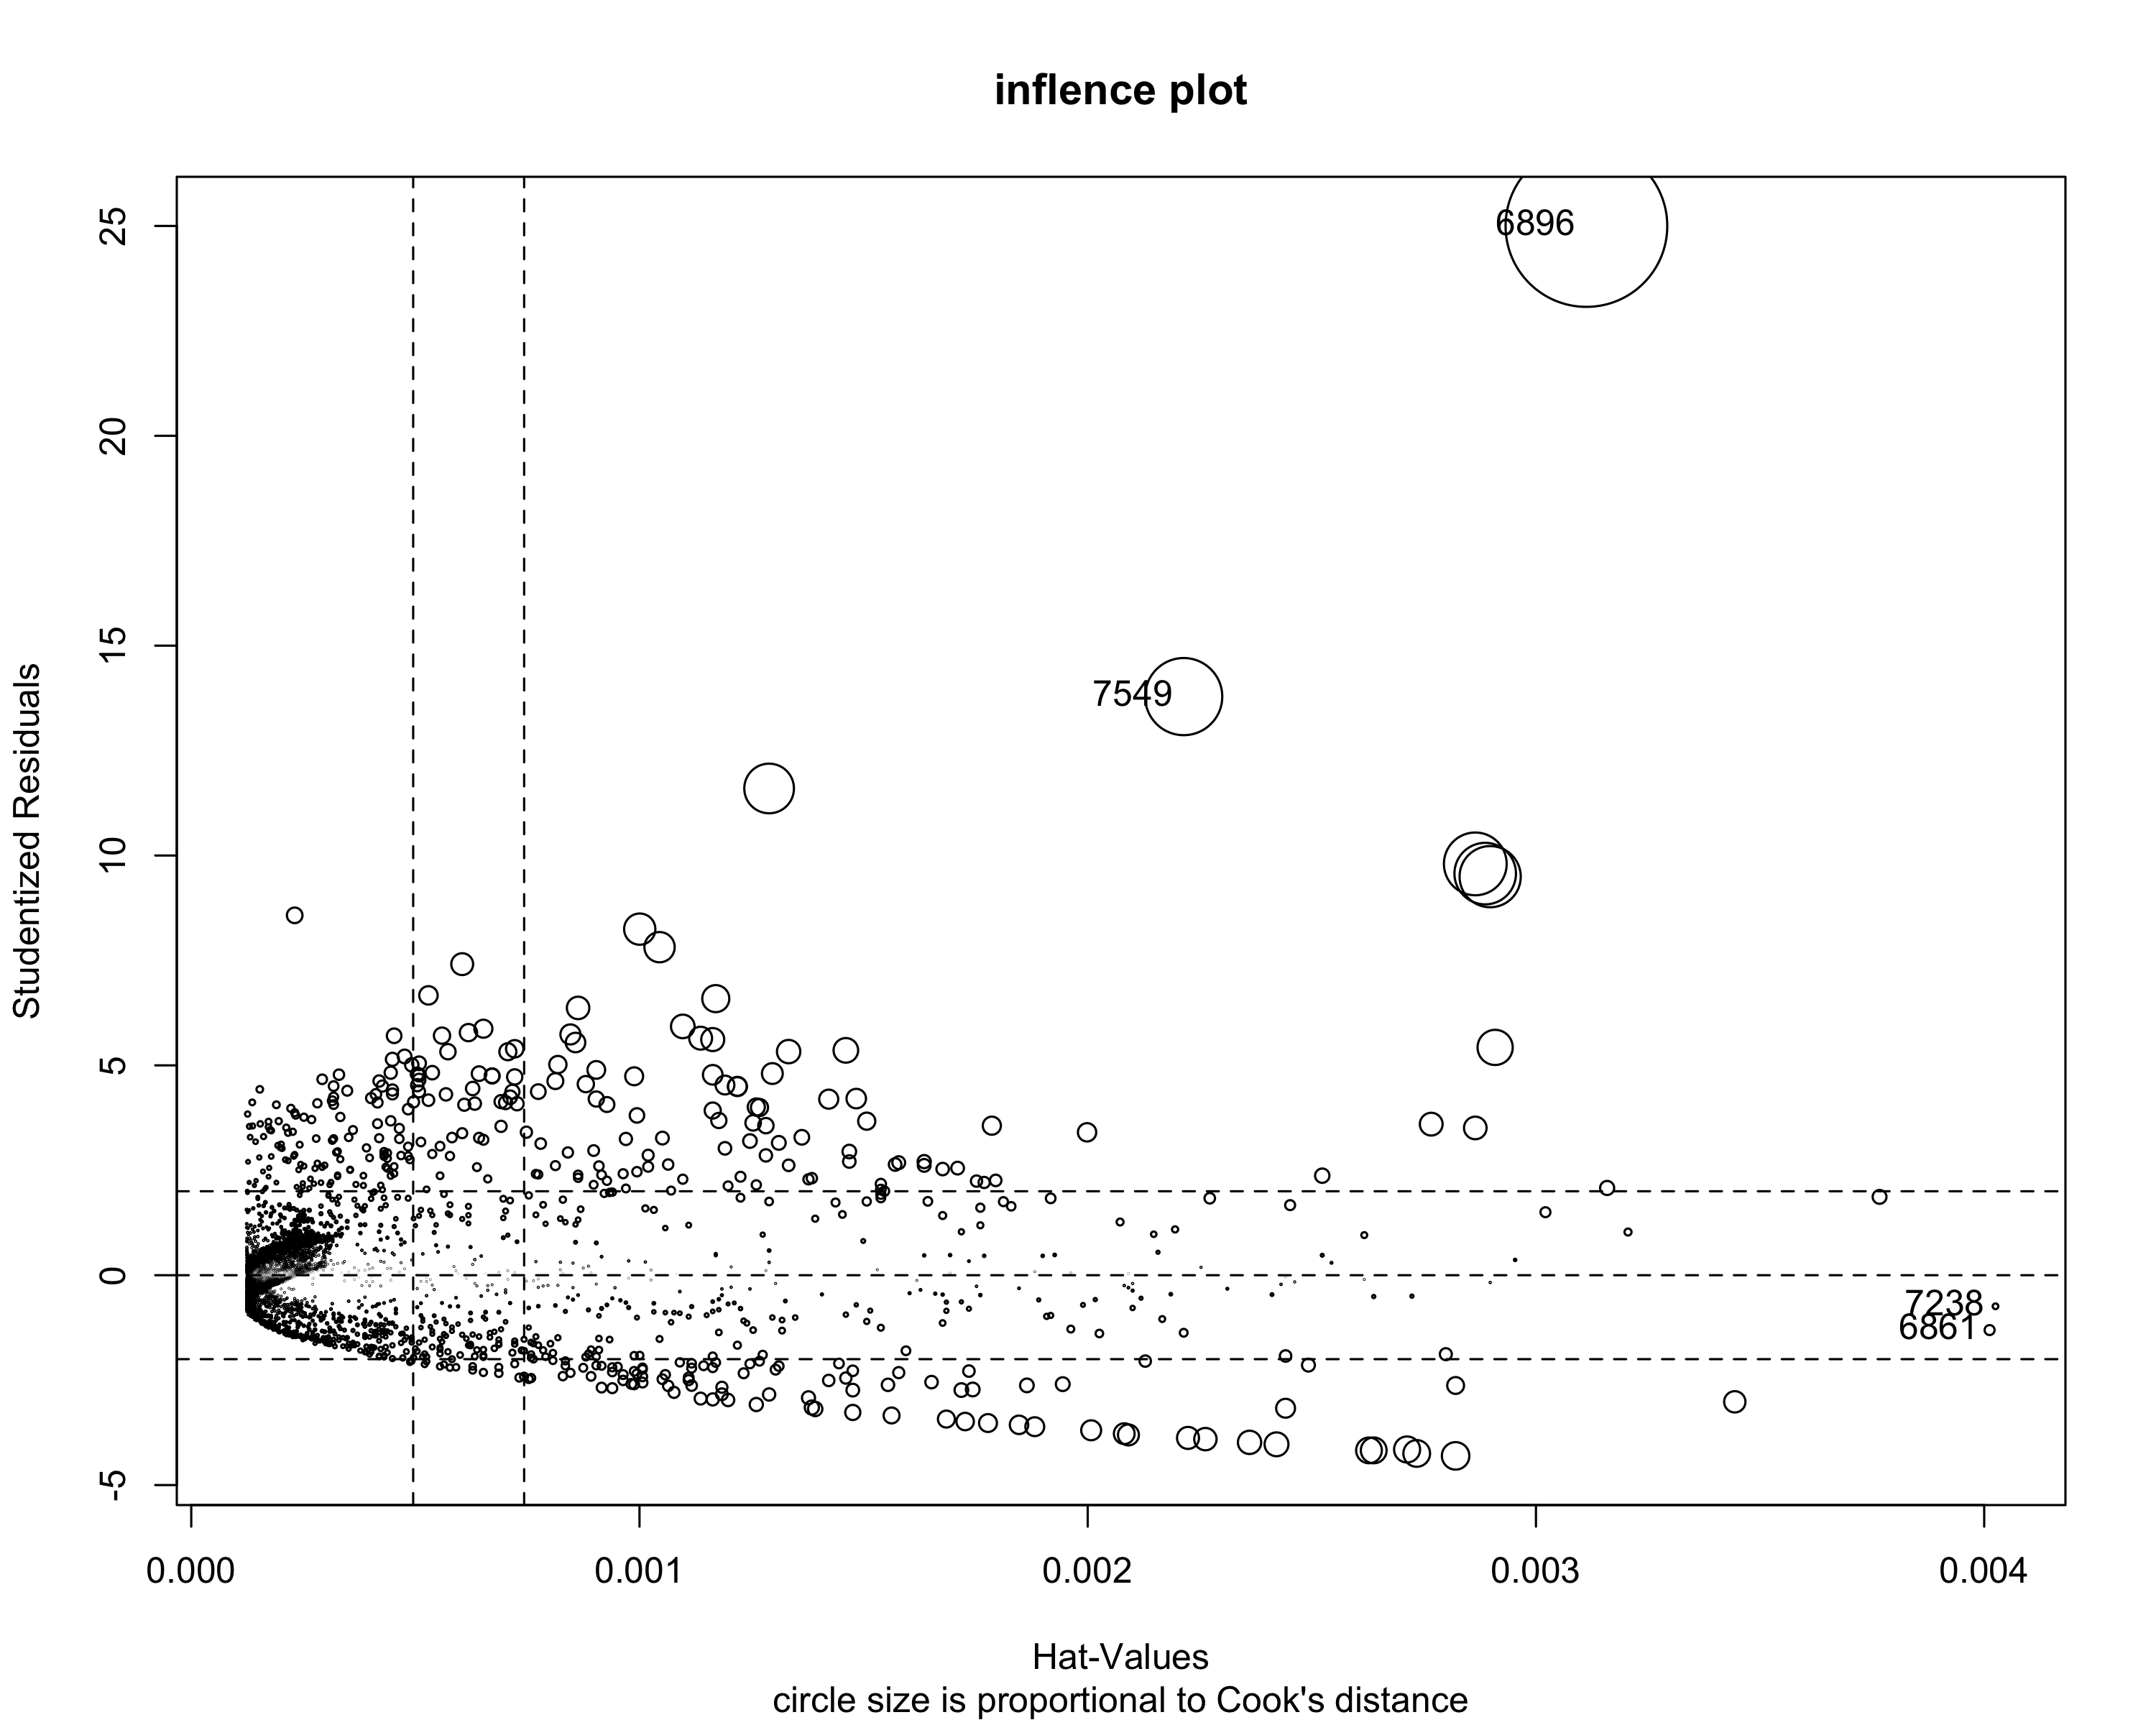 inflence plot
Studentized Residuals
25
20
15
10
5
0
-5
6896
7549
7238
6861
0.000 0.001 0.002 0.003 0.004
Hat-Values
circle size is proportional to Cook's distance